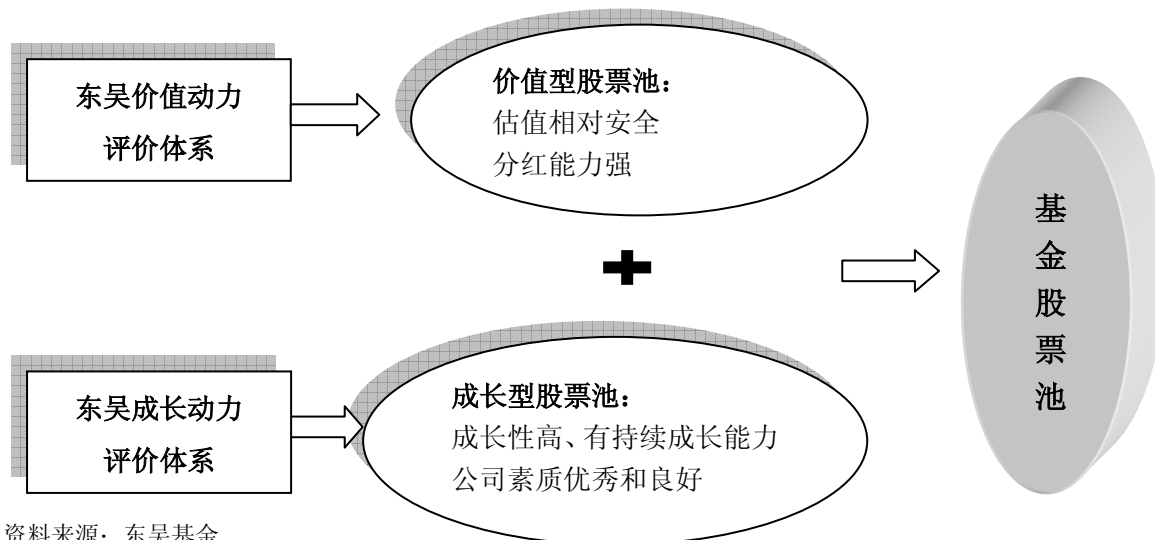 东吴价值动力
评价体系
价值型股票池：
估值相对安全
分红能力强
东吴成长动力
评价体系
成长型股票池：
成长性高、有持续成长能力
公司素质优秀和良好
基
金
股
票
池
资料来源：东吴基金